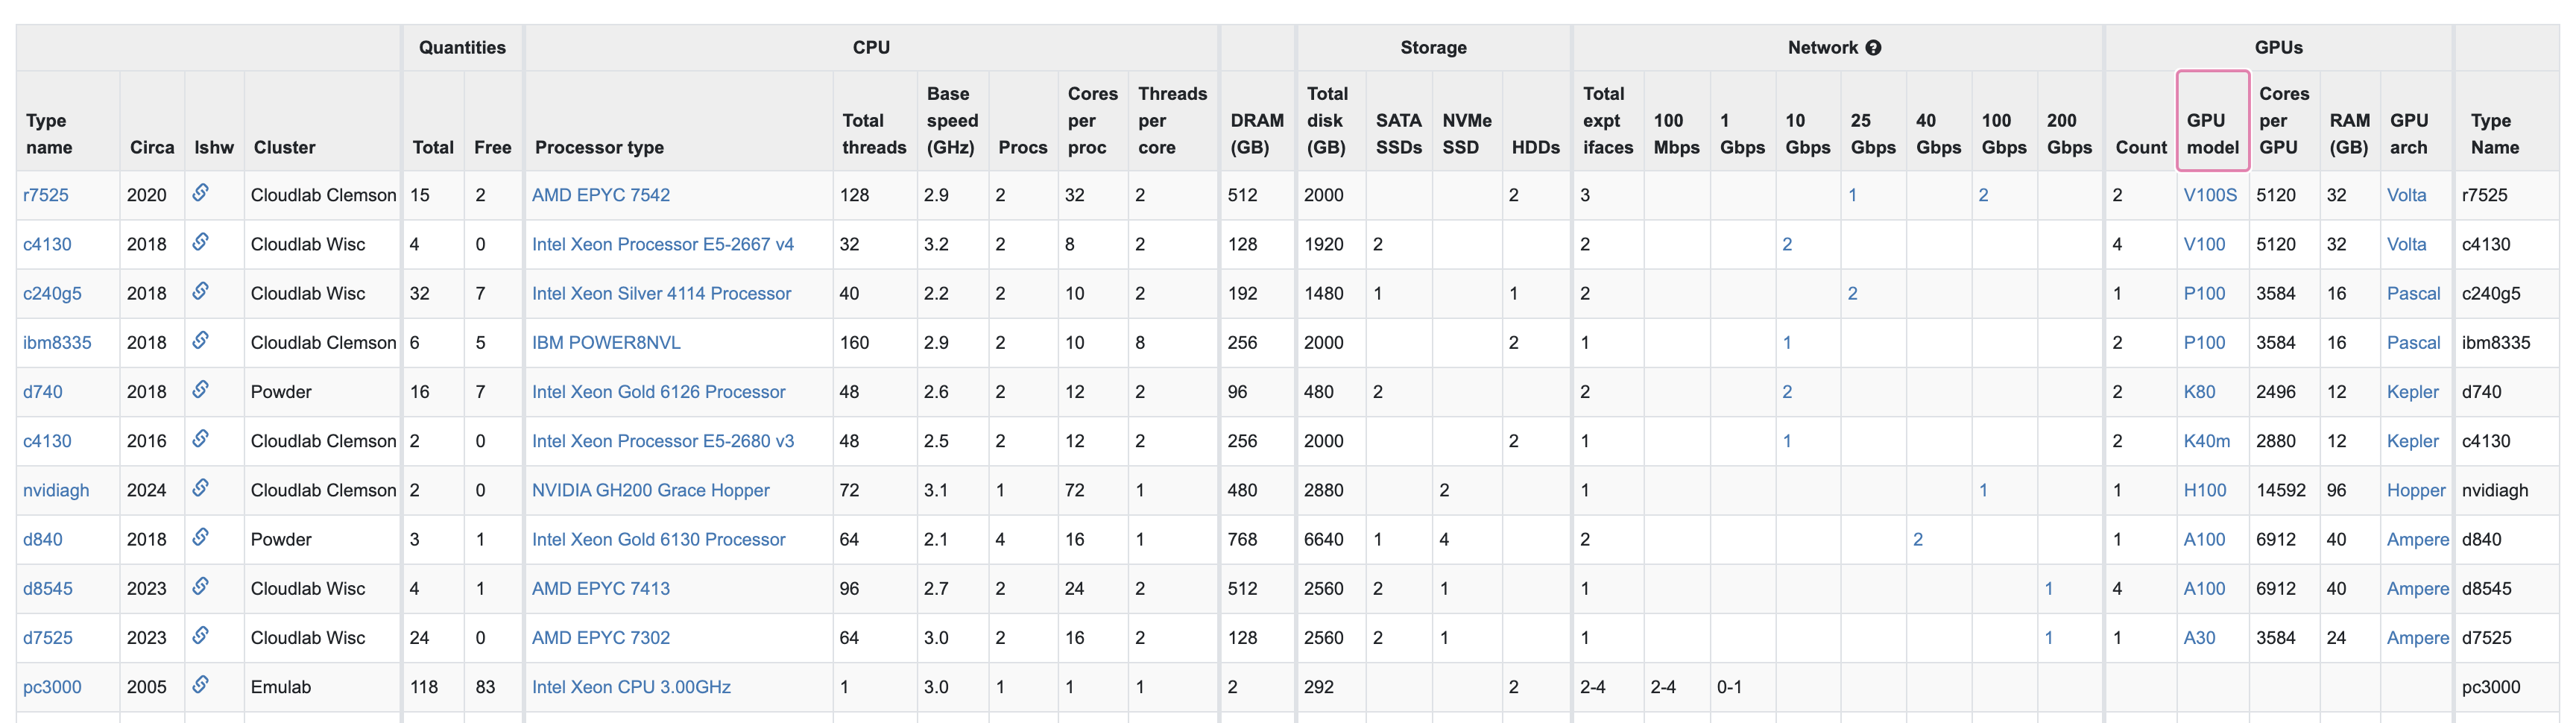 Quantities CPU Storage Network ? GPUs
Type name Circa lshw Cluster Total Free Processor type Total threads Base speed (GHz) Procs Cores per proc Threads per core DRAM (GB) Total disk (GB) SATA SSDs NVMe SSD HDDs Total expt ifaces 100 Mbps 1 Gbps 10 Gbps 25 Gbps 40 Gbps 100 Gbps 200 Gbps Count GPU model Cores per GPU RAM (GB) GPU arch Type Name
r7525 2020 Cloudlab Clemson 15 2 AMD EPYC 7542 128 2.9 2 32 2 512 2000 2 3 1 2 2 V100S 5120 32 Volta r7525
c4130 2018 Cloudlab Wisc 4 0 Intel Xeon Processor E5-2667 v4 32 3.2 2 8 2 128 1920 2 2 2 4 V100 5120 32 Volta c4130
c240g5 2018 Cloudlab Wisc 32 7 Intel Xeon Silver 4114 Processor 40 2.2 2 10 2 192 1480 1 1 2 2 1 P100 3584 16 Pascal c240g5
ibm8335 2018 Cloudlab Clemson 6 5 IBM POWER8NVL 160 2.9 2 10 8 256 2000 2 1 1 2 P100 3584 16 Pascal ibm8335
d740 2018 Powder 16 7 Intel Xeon Gold 6126 Processor 48 2.6 2 12 2 96 480 2 2 2 2 K80 2496 12 Kepler d740
c4130 2016 Cloudlab Clemson 2 0 Intel Xeon Processor E5-2680 v3 48 2.5 2 12 2 256 2000 2 1 1 2 K40m 2880 12 Kepler c4130
nvidiagh 2024 Cloudlab Clemson 2 0 NVIDIA GH200 Grace Hopper 72 3.1 1 72 1 480 2880 2 1 1 1 H100 14592 96 Hopper nvidiagh
d840 2018 Powder 3 1 Intel Xeon Gold 6130 Processor 64 2.1 4 16 1 768 6640 1 4 2 2 1 A100 6912 40 Ampere d840
d8545 2023 Cloudlab Wisc 4 1 AMD EPYC 7413 96 2.7 2 24 2 512 2560 2 1 1 1 4 A100 6912 40 Ampere d8545
d7525 2023 Cloudlab Wisc 24 0 AMD EPYC 7302 64 3.0 2 16 2 128 2560 2 1 1 1 1 A30 3584 24 Ampere d7525
pc3000 2005 Emulab 118 83 Intel Xeon CPU 3.00GHz 1 3.0 1 1 1 2 292 2 2-4 2-4 0-1 pc3000